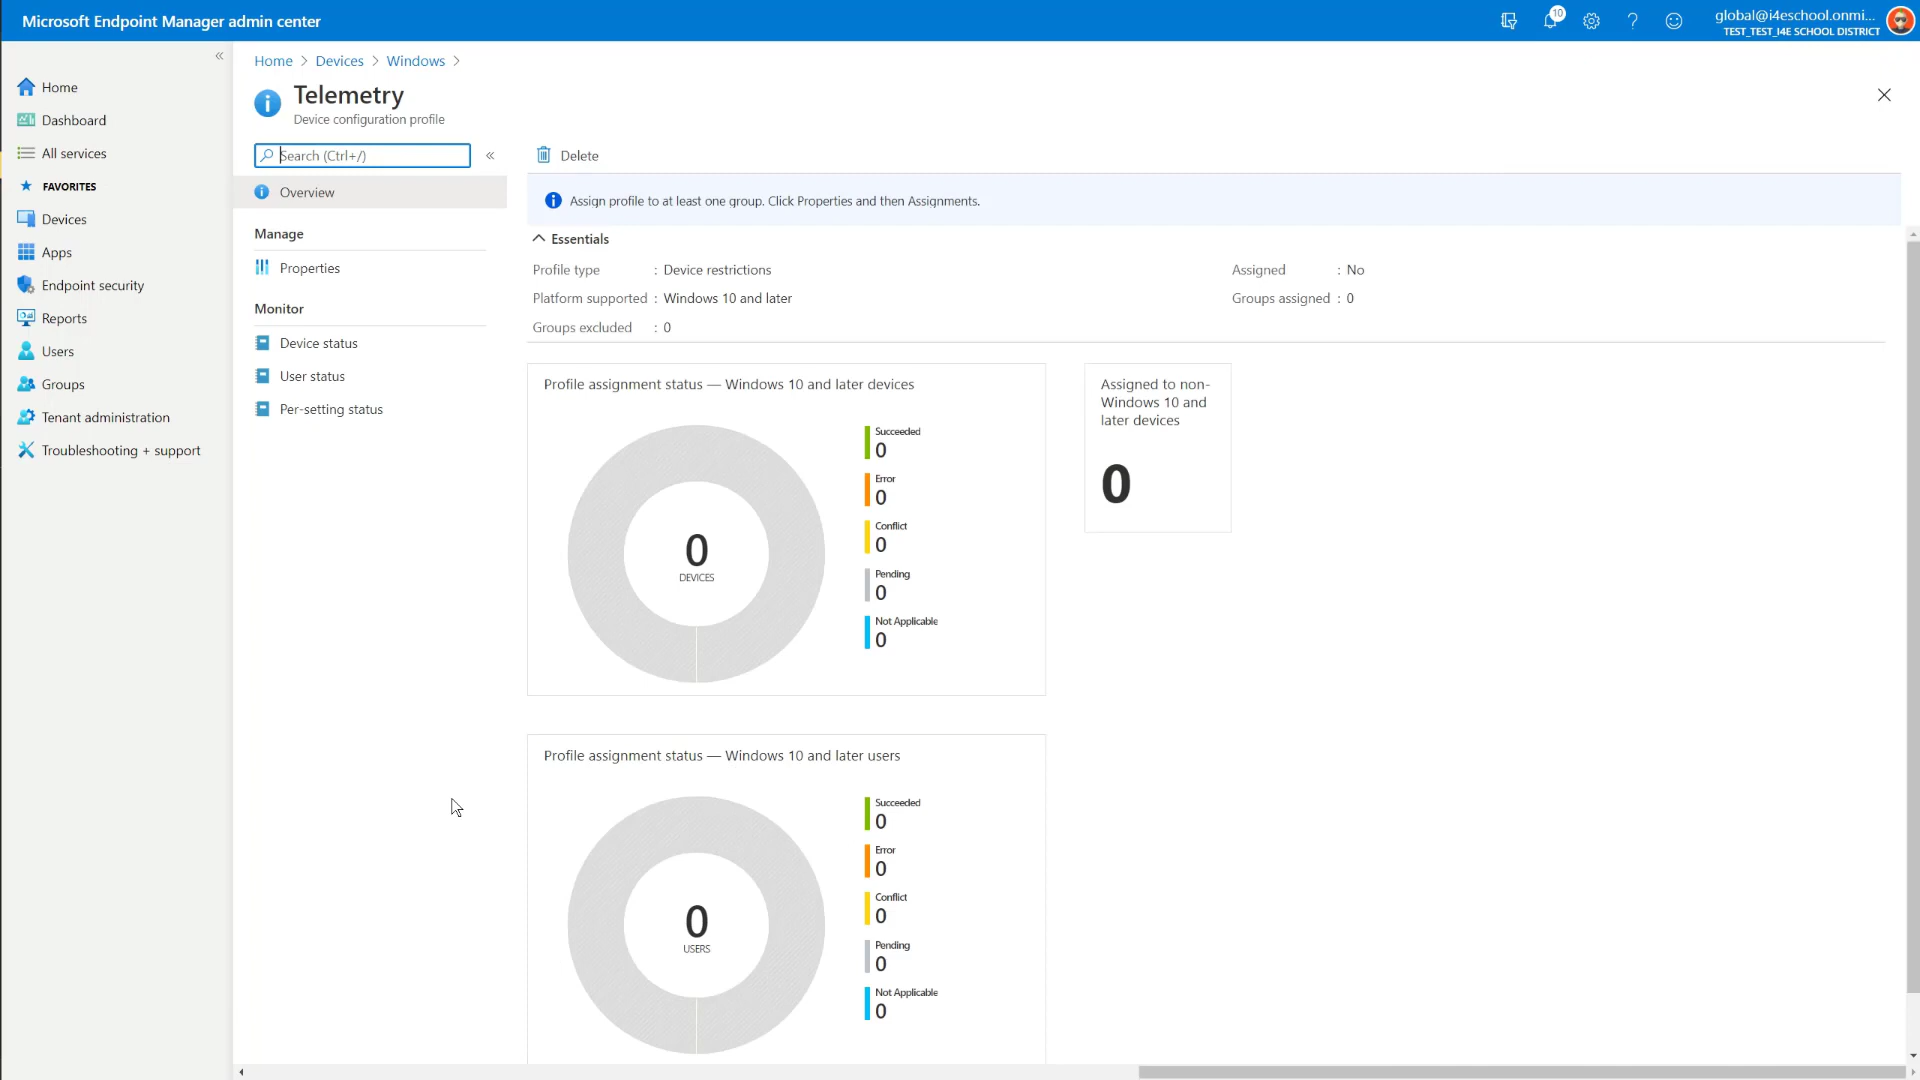 Microsoft Endpoint Manager admin center
10
global@i4eschool.onmi...
TEST_TEST_I4E SCHOOL DISTRICT
«
Home
Dashboard
All services
FAVORITES
Devices
Apps
Endpoint security
Reports
Users
Groups
Tenant administration
Troubleshooting + support
Home > Devices > Windows >
Telemetry
Device configuration profile
Search (Ctrl+/)
«
Overview
Manage
Properties
Monitor
Device status
User status
Per-setting status
Delete
Assign profile to at least one group. Click Properties and then Assignments.
Essentials
Profile type : Device restrictions
Platform supported : Windows 10 and later
Groups excluded : 0
Assigned : No
Groups assigned : 0
Profile assignment status — Windows 10 and later devices
0
DEVICES
Succeeded
0
Error
0
Conflict
0
Pending
0
Not Applicable
0
Assigned to non-
Windows 10 and
later devices
0
Profile assignment status — Windows 10 and later users
0
USERS
Succeeded
0
Error
0
Conflict
0
Pending
0
Not Applicable
0